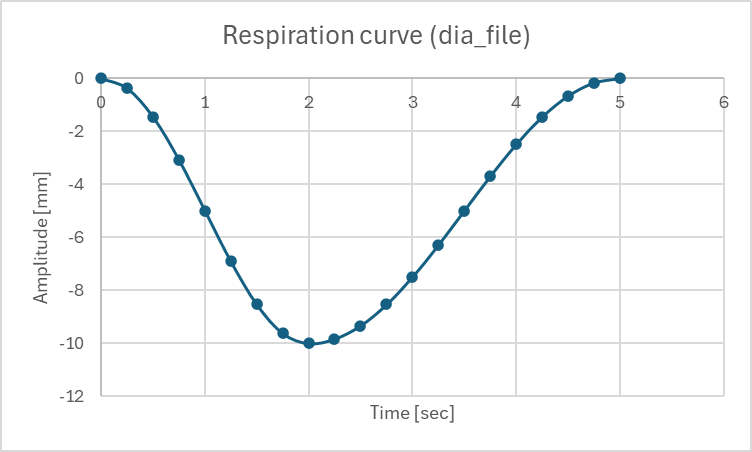 Respiration curve (dia_file)
0
0 1 2 3 4 5 6
-2
-4
-6
-8
-10
-12
Amplitude [mm]
Time [sec]